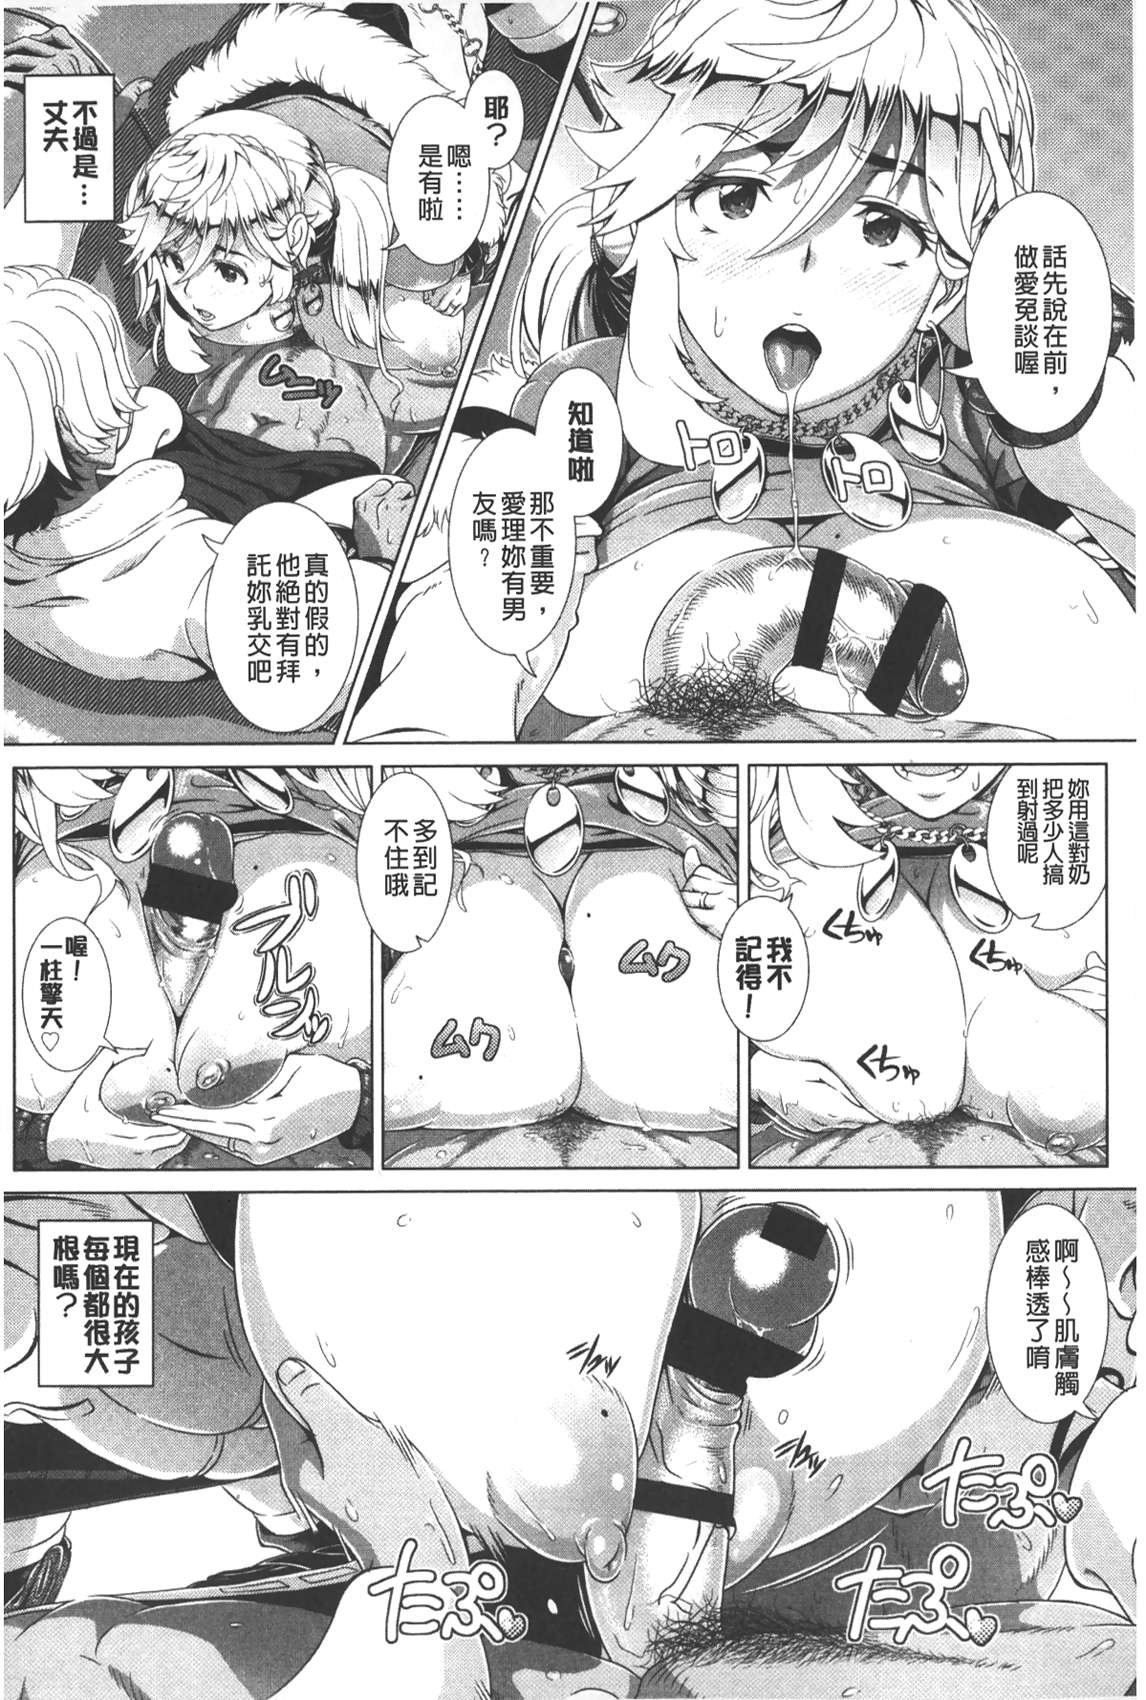 話先說在前，
做愛免談喔
知道啦
那不重要，
愛理妳有男
友嗎？
トロ
トロ
耶？
嗯……
是有啦
不過是…
丈夫
真的假的，
他絕對有拜
託妳乳交吧
妳用這對奶
把多少人搞
到射過呢
くちゅ
くちゅ
くちゅ
我不
記得！
多到記
不住哦
ムク
ムク
ブルルンッ
喔！
一柱擎天♡
啊～～肌膚觸
感棒透了唷
たぷ♡
たぷ♡
たぷ♡
現在的孩子
每個都很大
根嗎？